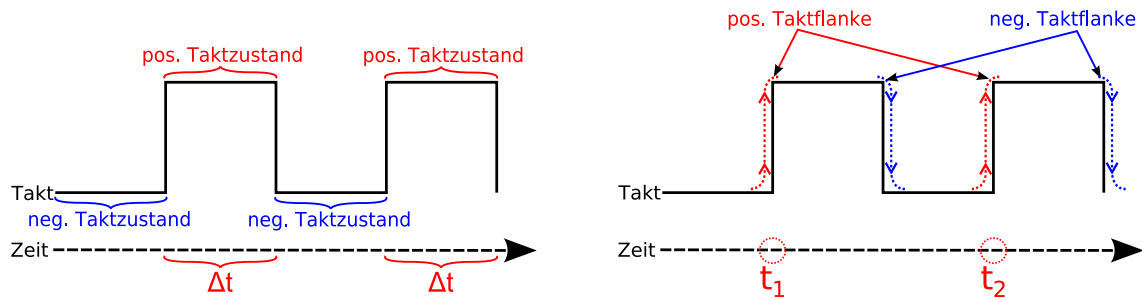 pos. Taktzustand
pos. Taktzustand
Takt
neg. Taktzustand
neg. Taktzustand
Zeit
Δt
Δt
pos. Taktflanke
neg. Taktflanke
Takt
Zeit
t1
t2